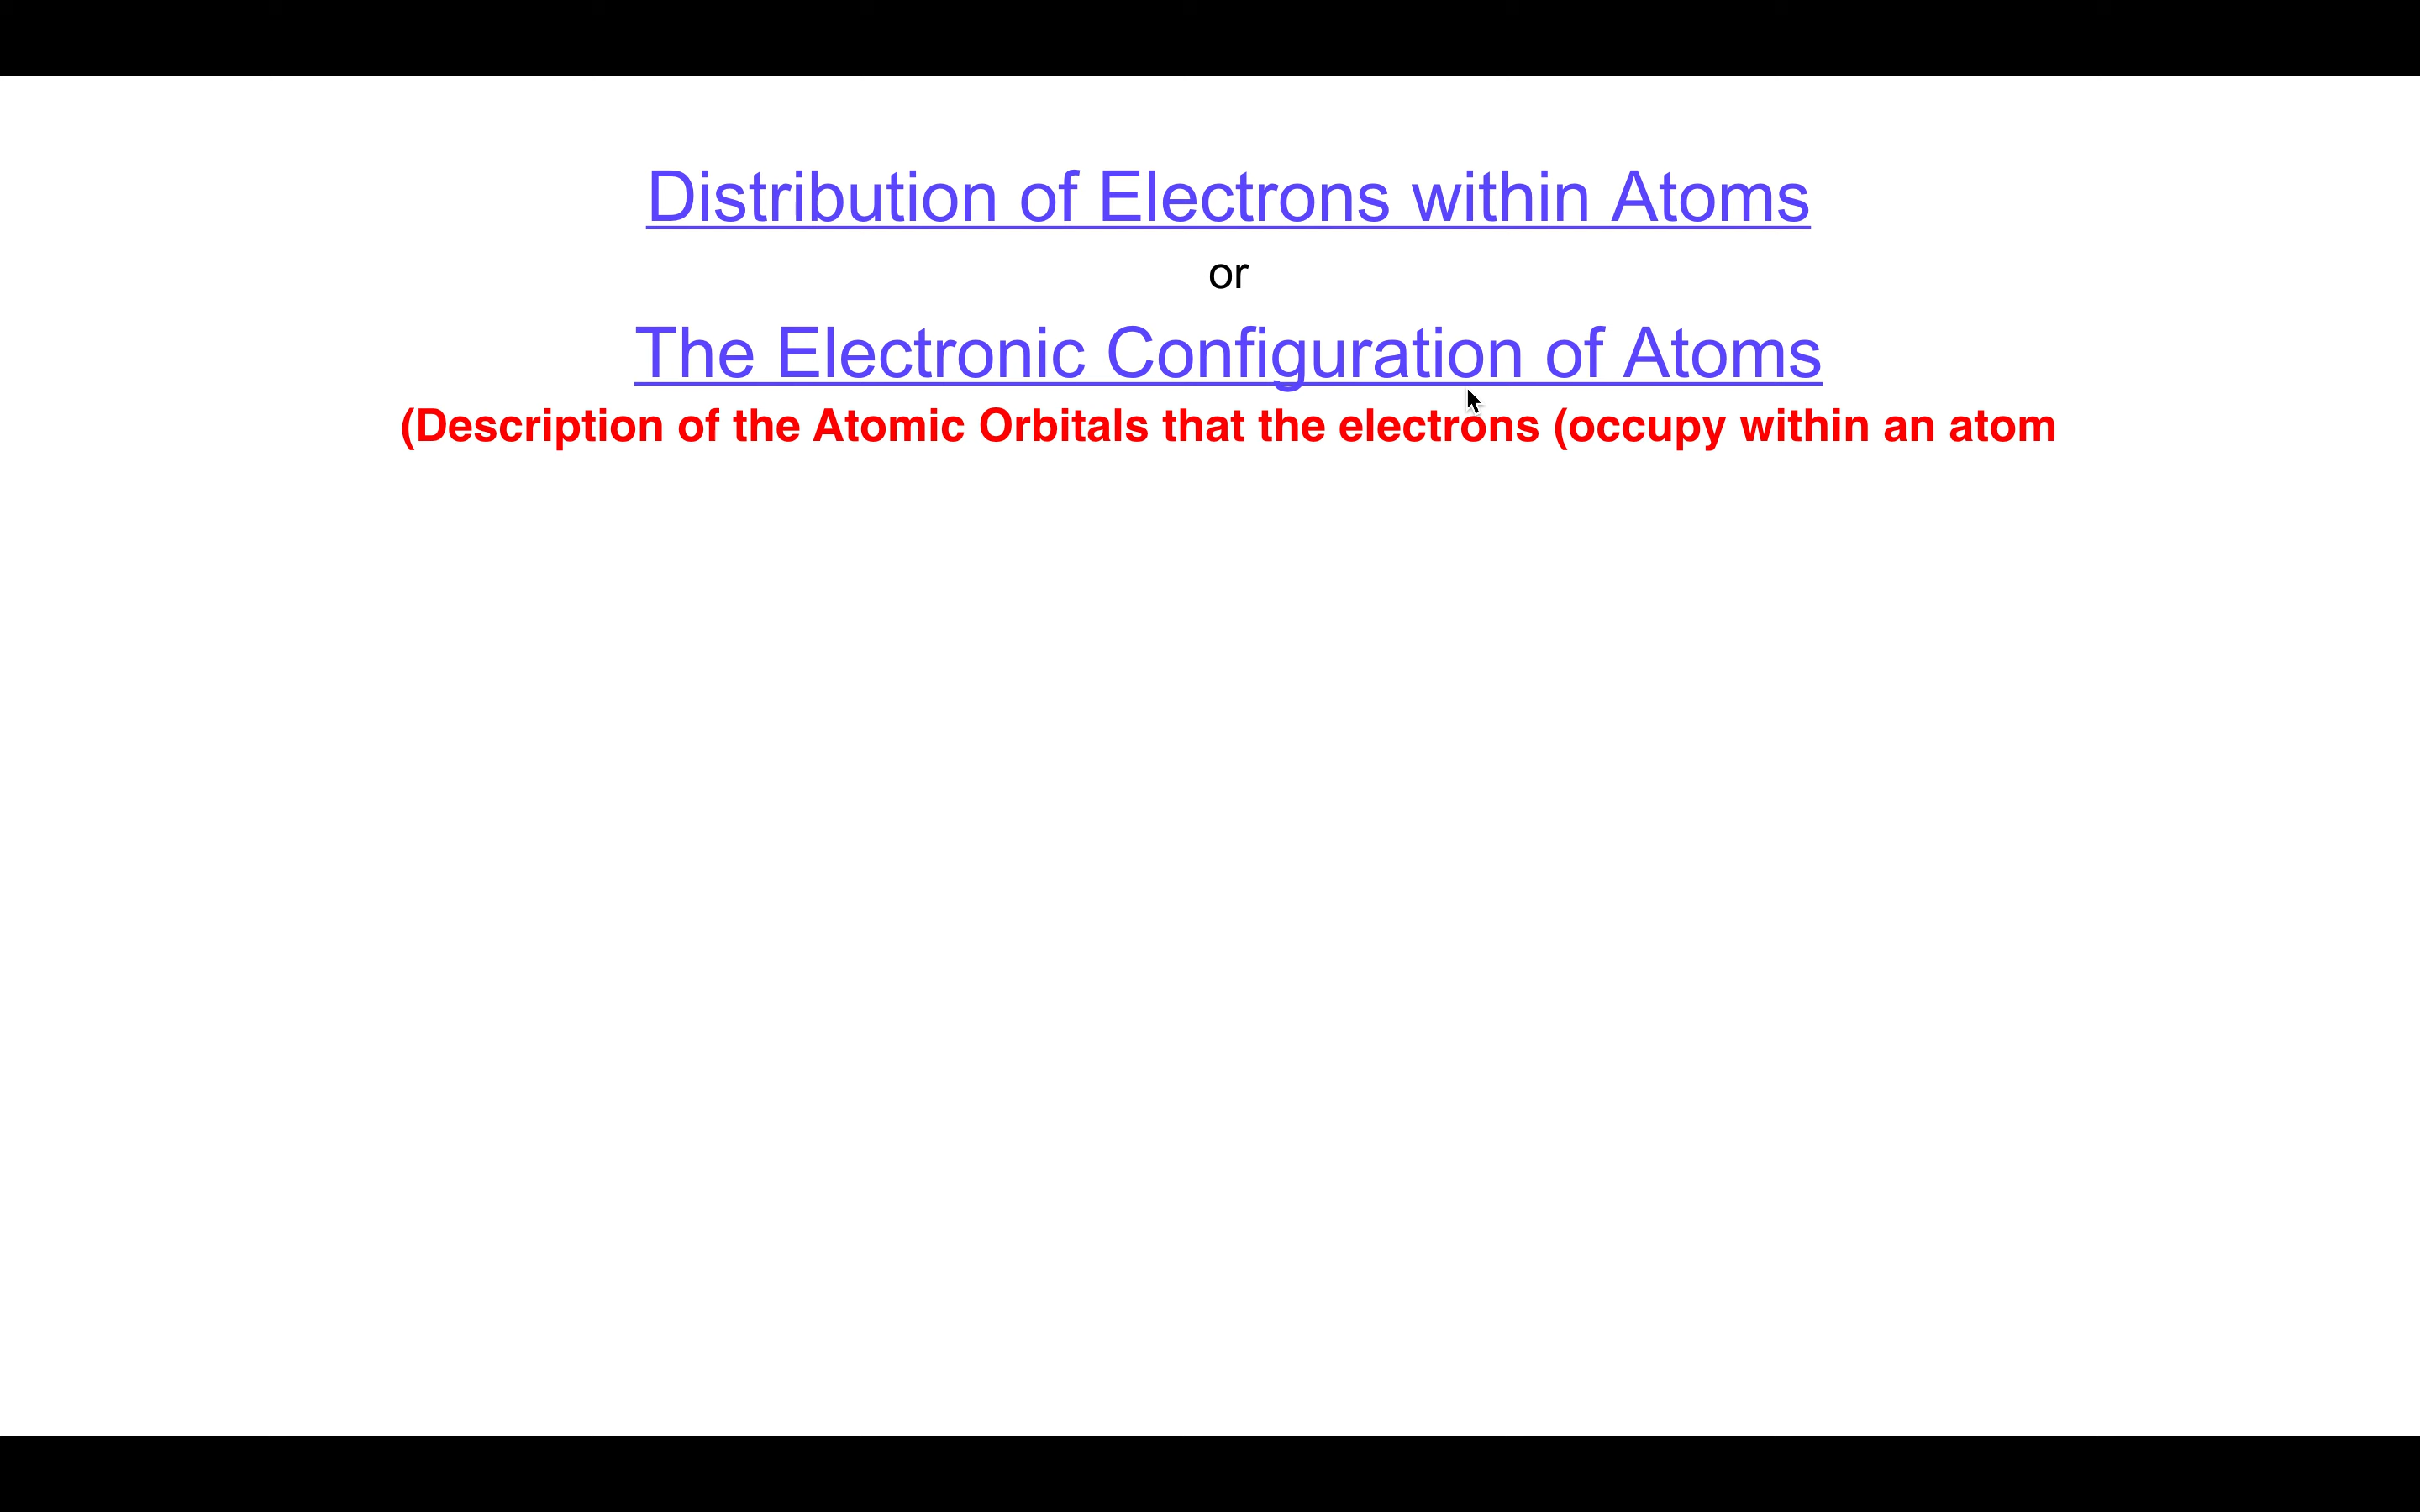 Distribution of Electrons within Atoms
or
The Electronic Configuration of Atoms
(Description of the Atomic Orbitals that the electrons (occupy within an atom